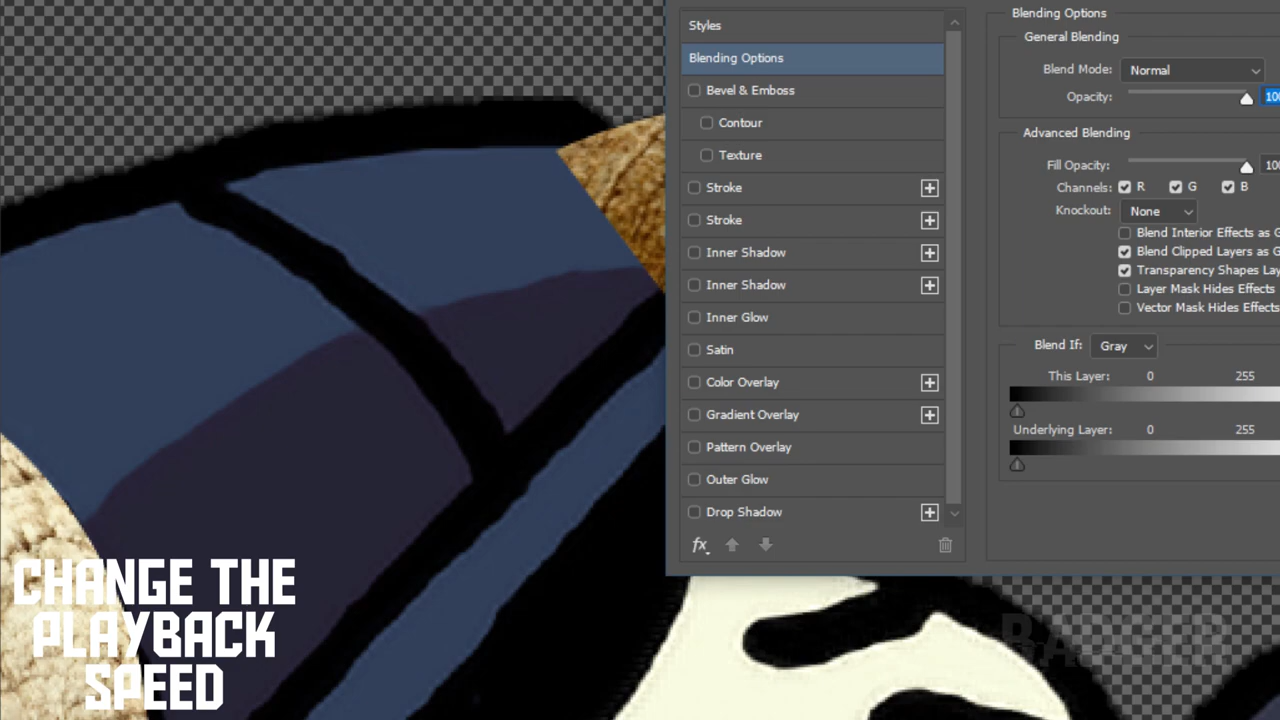 Styles
Blending Options
Bevel & Emboss
Contour
Texture
Stroke
Stroke
Inner Shadow
Inner Shadow
Inner Glow
Satin
Color Overlay
Gradient Overlay
Pattern Overlay
Outer Glow
Drop Shadow
fx
Blending Options
General Blending
Blend Mode: Normal
Opacity: 100
Advanced Blending
Fill Opacity: 100
Channels: R G B
Knockout: None
Blend Interior Effects as G
Blend Clipped Layers as G
Transparency Shapes Lay
Layer Mask Hides Effects
Vector Mask Hides Effects
Blend If: Gray
This Layer: 0 255
Underlying Layer: 0 255
CHANGE THE
PLAYBACK
SPEED